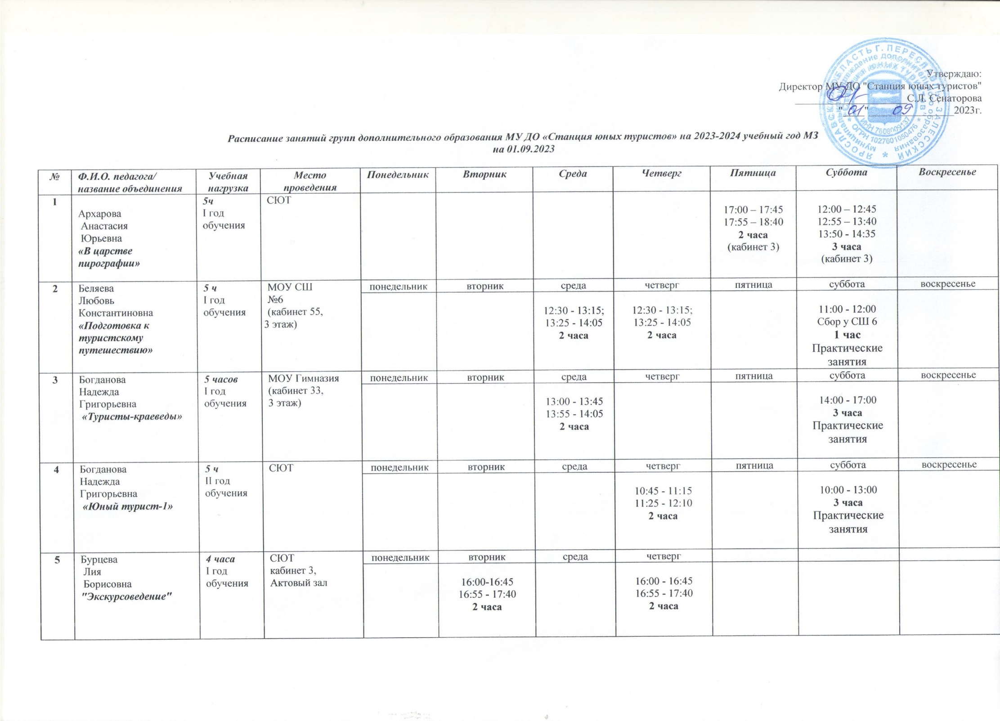 Утверждаю:
Директор МУ ДО "Станция юных туристов"
С.Л. Сенаторова
"01" 09 2023г.
ЯРОСЛАВСКАЯ ОБЛАСТЬ Г. ПЕРЕСЛАВЛЬ-ЗАЛЕССКИЙ *
ОГРН 1027601050476 *
ИНН 7608009137
Расписание занятий групп дополнительного образования МУ ДО «Станция юных туристов» на 2023-2024 учебный год МЗ
на 01.09.2023
№ Ф.И.О. педагога/ Учебная Место Понедельник Вторник Среда Четверг Пятница Суббота Воскресенье
название объединения нагрузка проведения
1
Архарова
Анастасия
Юрьевна
«В царстве
пирографии»
5ч
I год
обучения
СЮТ
17:00 – 17:45
17:55 – 18:40
2 часа
(кабинет 3)
12:00 – 12:45
12:55 – 13:40
13:50 - 14:35
3 часа
(кабинет 3)
2
Беляева
Любовь
Константиновна
«Подготовка к
туристскому
путешествию»
5 ч
I год
обучения
МОУ СШ
№6
(кабинет 55,
3 этаж)
понедельник вторник среда четверг пятница суббота воскресенье
12:30 - 13:15;
13:25 - 14:05
2 часа
12:30 - 13:15;
13:25 - 14:05
2 часа
11:00 - 12:00
Сбор у СШ 6
1 час
Практические
занятия
3
Богданова
Надежда
Григорьевна
«Туристы-краеведы»
5 часов
I год
обучения
МОУ Гимназия
(кабинет 33,
3 этаж)
понедельник вторник среда четверг пятница суббота воскресенье
13:00 - 13:45
13:55 - 14:05
2 часа
14:00 - 17:00
3 часа
Практические
занятия
4
Богданова
Надежда
Григорьевна
«Юный турист-1»
5 ч
II год
обучения
СЮТ
понедельник вторник среда четверг пятница суббота воскресенье
10:45 - 11:15
11:25 - 12:10
2 часа
10:00 - 13:00
3 часа
Практические
занятия
5
Бурцева
Лия
Борисовна
"Экскурсоведение"
4 часа
I год
обучения
СЮТ
кабинет 3,
Актовый зал
понедельник вторник среда четверг
16:00-16:45
16:55 - 17:40
2 часа
16:00 - 16:45
16:55 - 17:40
2 часа